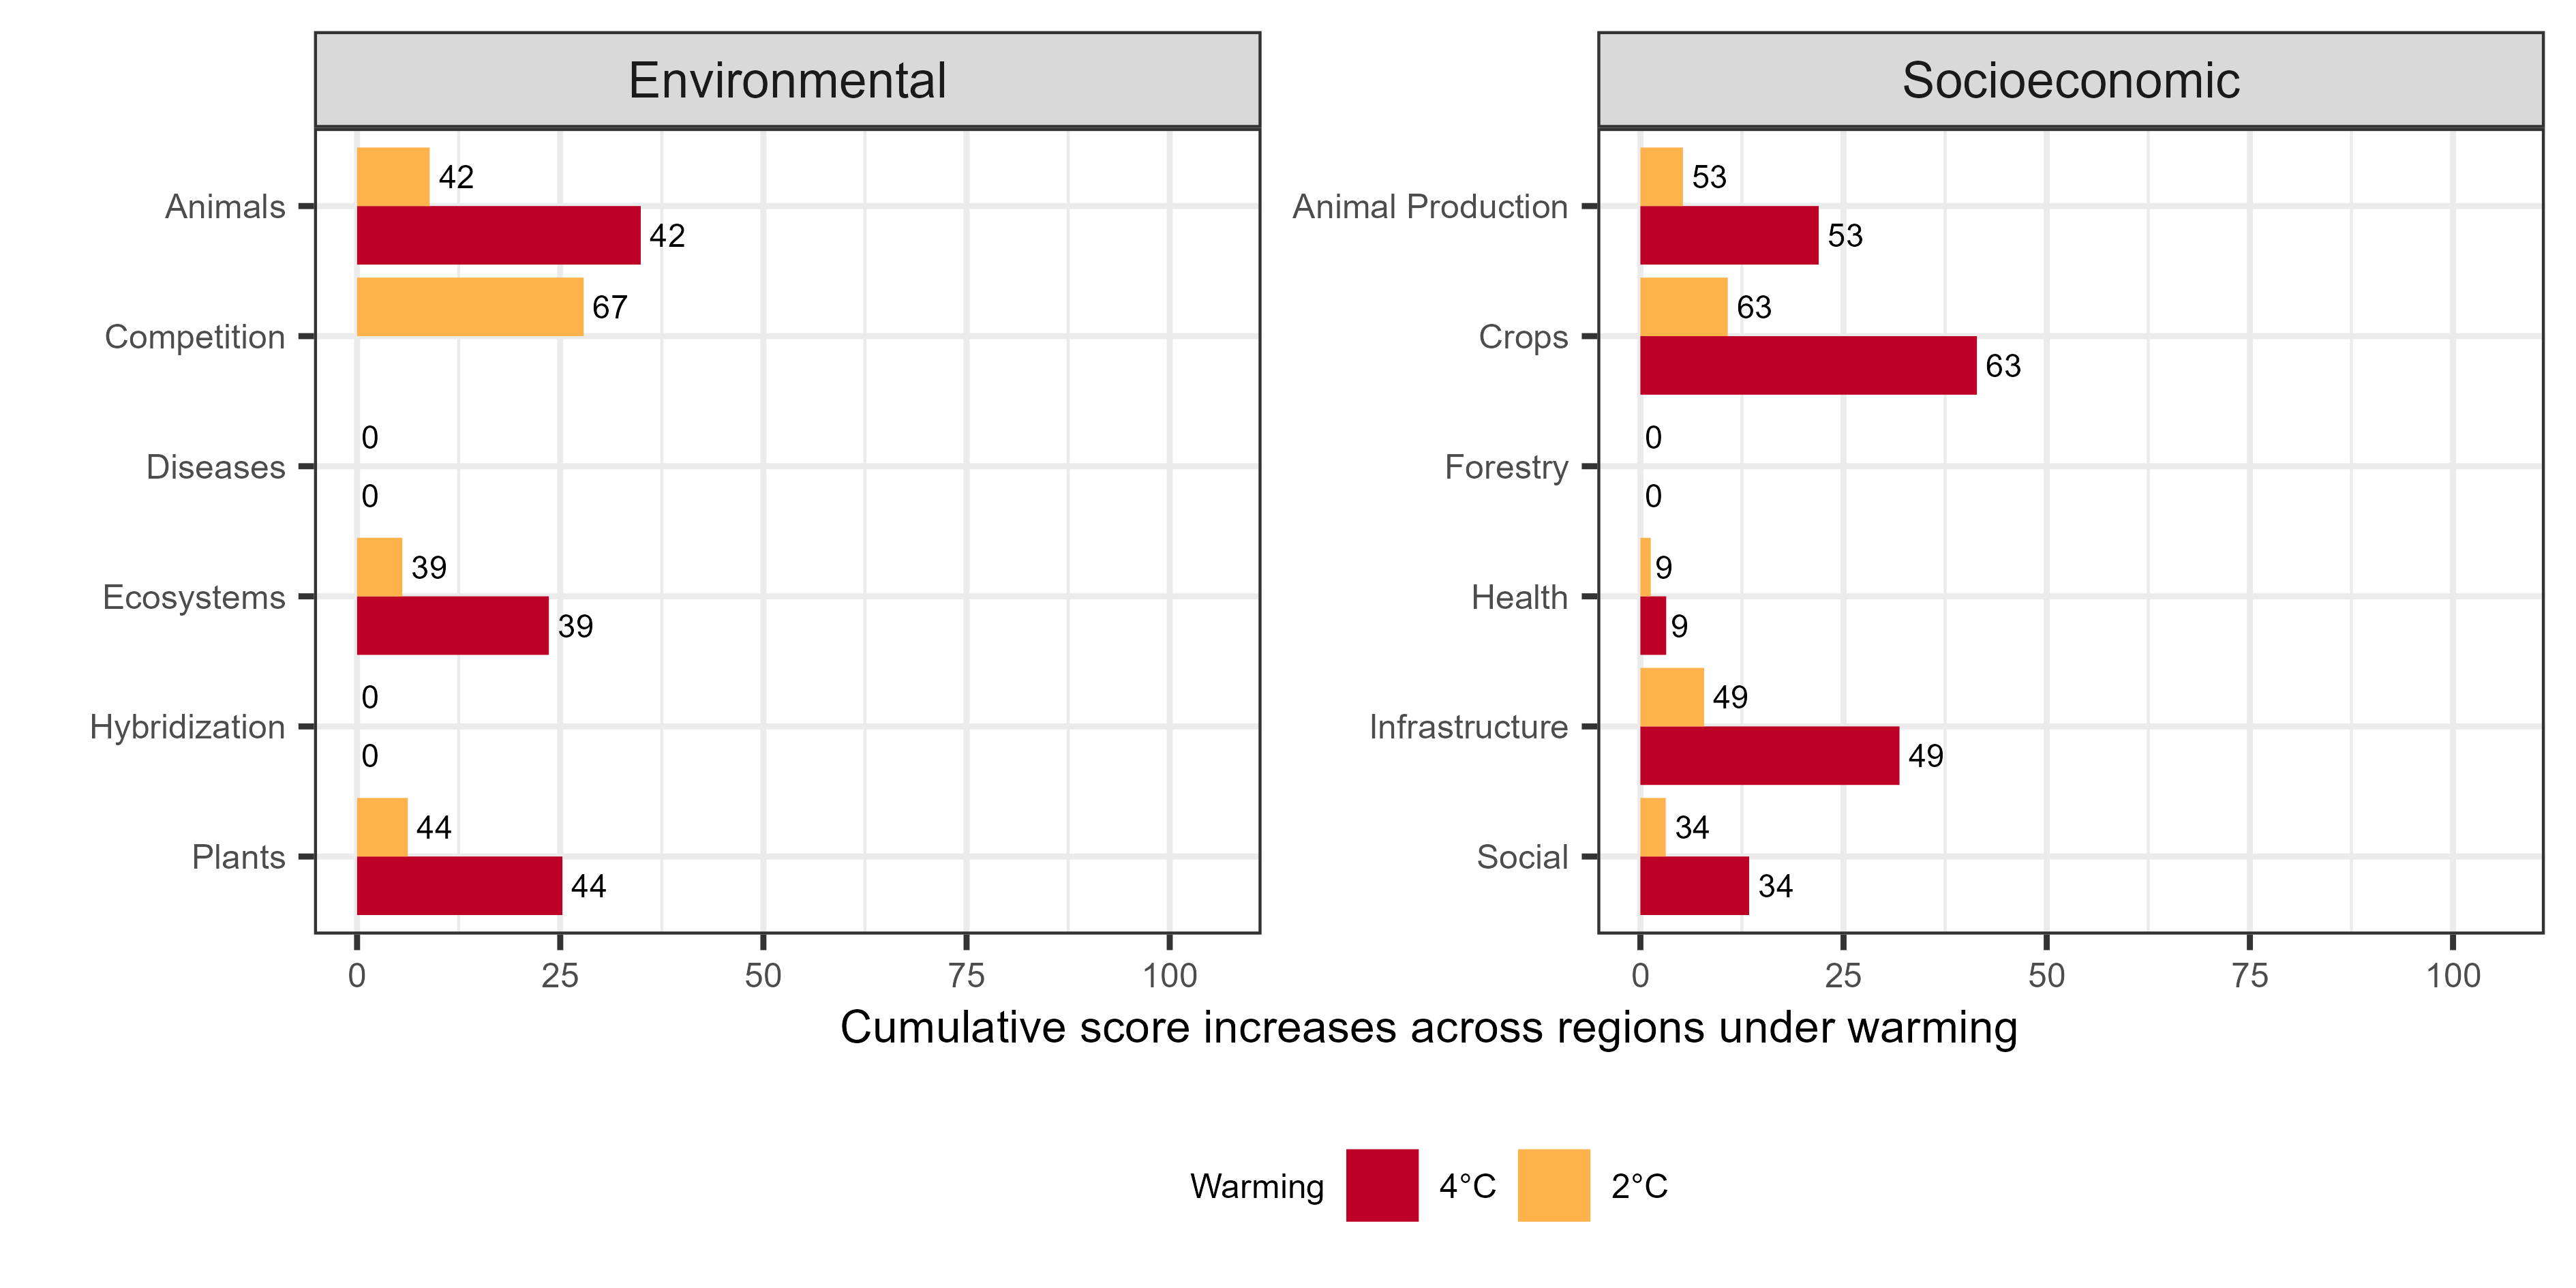 Environmental
Animals
42
42
Competition
67
Diseases
0
0
Ecosystems
39
39
Hybridization
0
0
Plants
44
44
0 25 50 75 100
Socioeconomic
Animal Production
53
53
Crops
63
63
Forestry
0
0
Health
9
9
Infrastructure
49
49
Social
34
34
0 25 50 75 100
Cumulative score increases across regions under warming
Warming 4°C 2°C